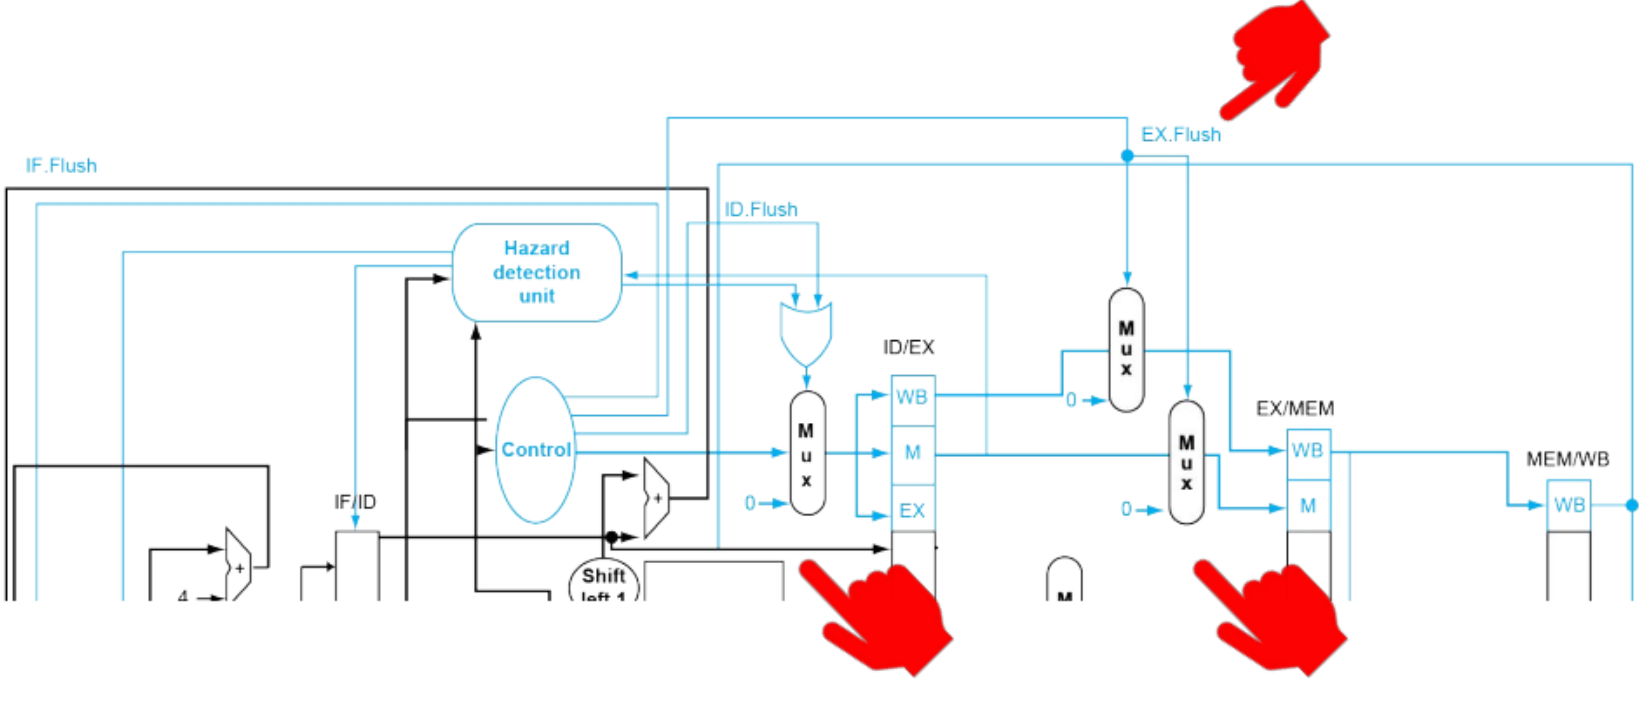 EX.Flush
IF.Flush
ID.Flush
Hazard
detection
unit
M
u
x
ID/EX
0
EX/MEM
WB
M
u
x
M
u
x
Control
M
WB
MEM/WB
IF/ID
+
0
EX
0
M
WB
+
Shift
left 1
4
M